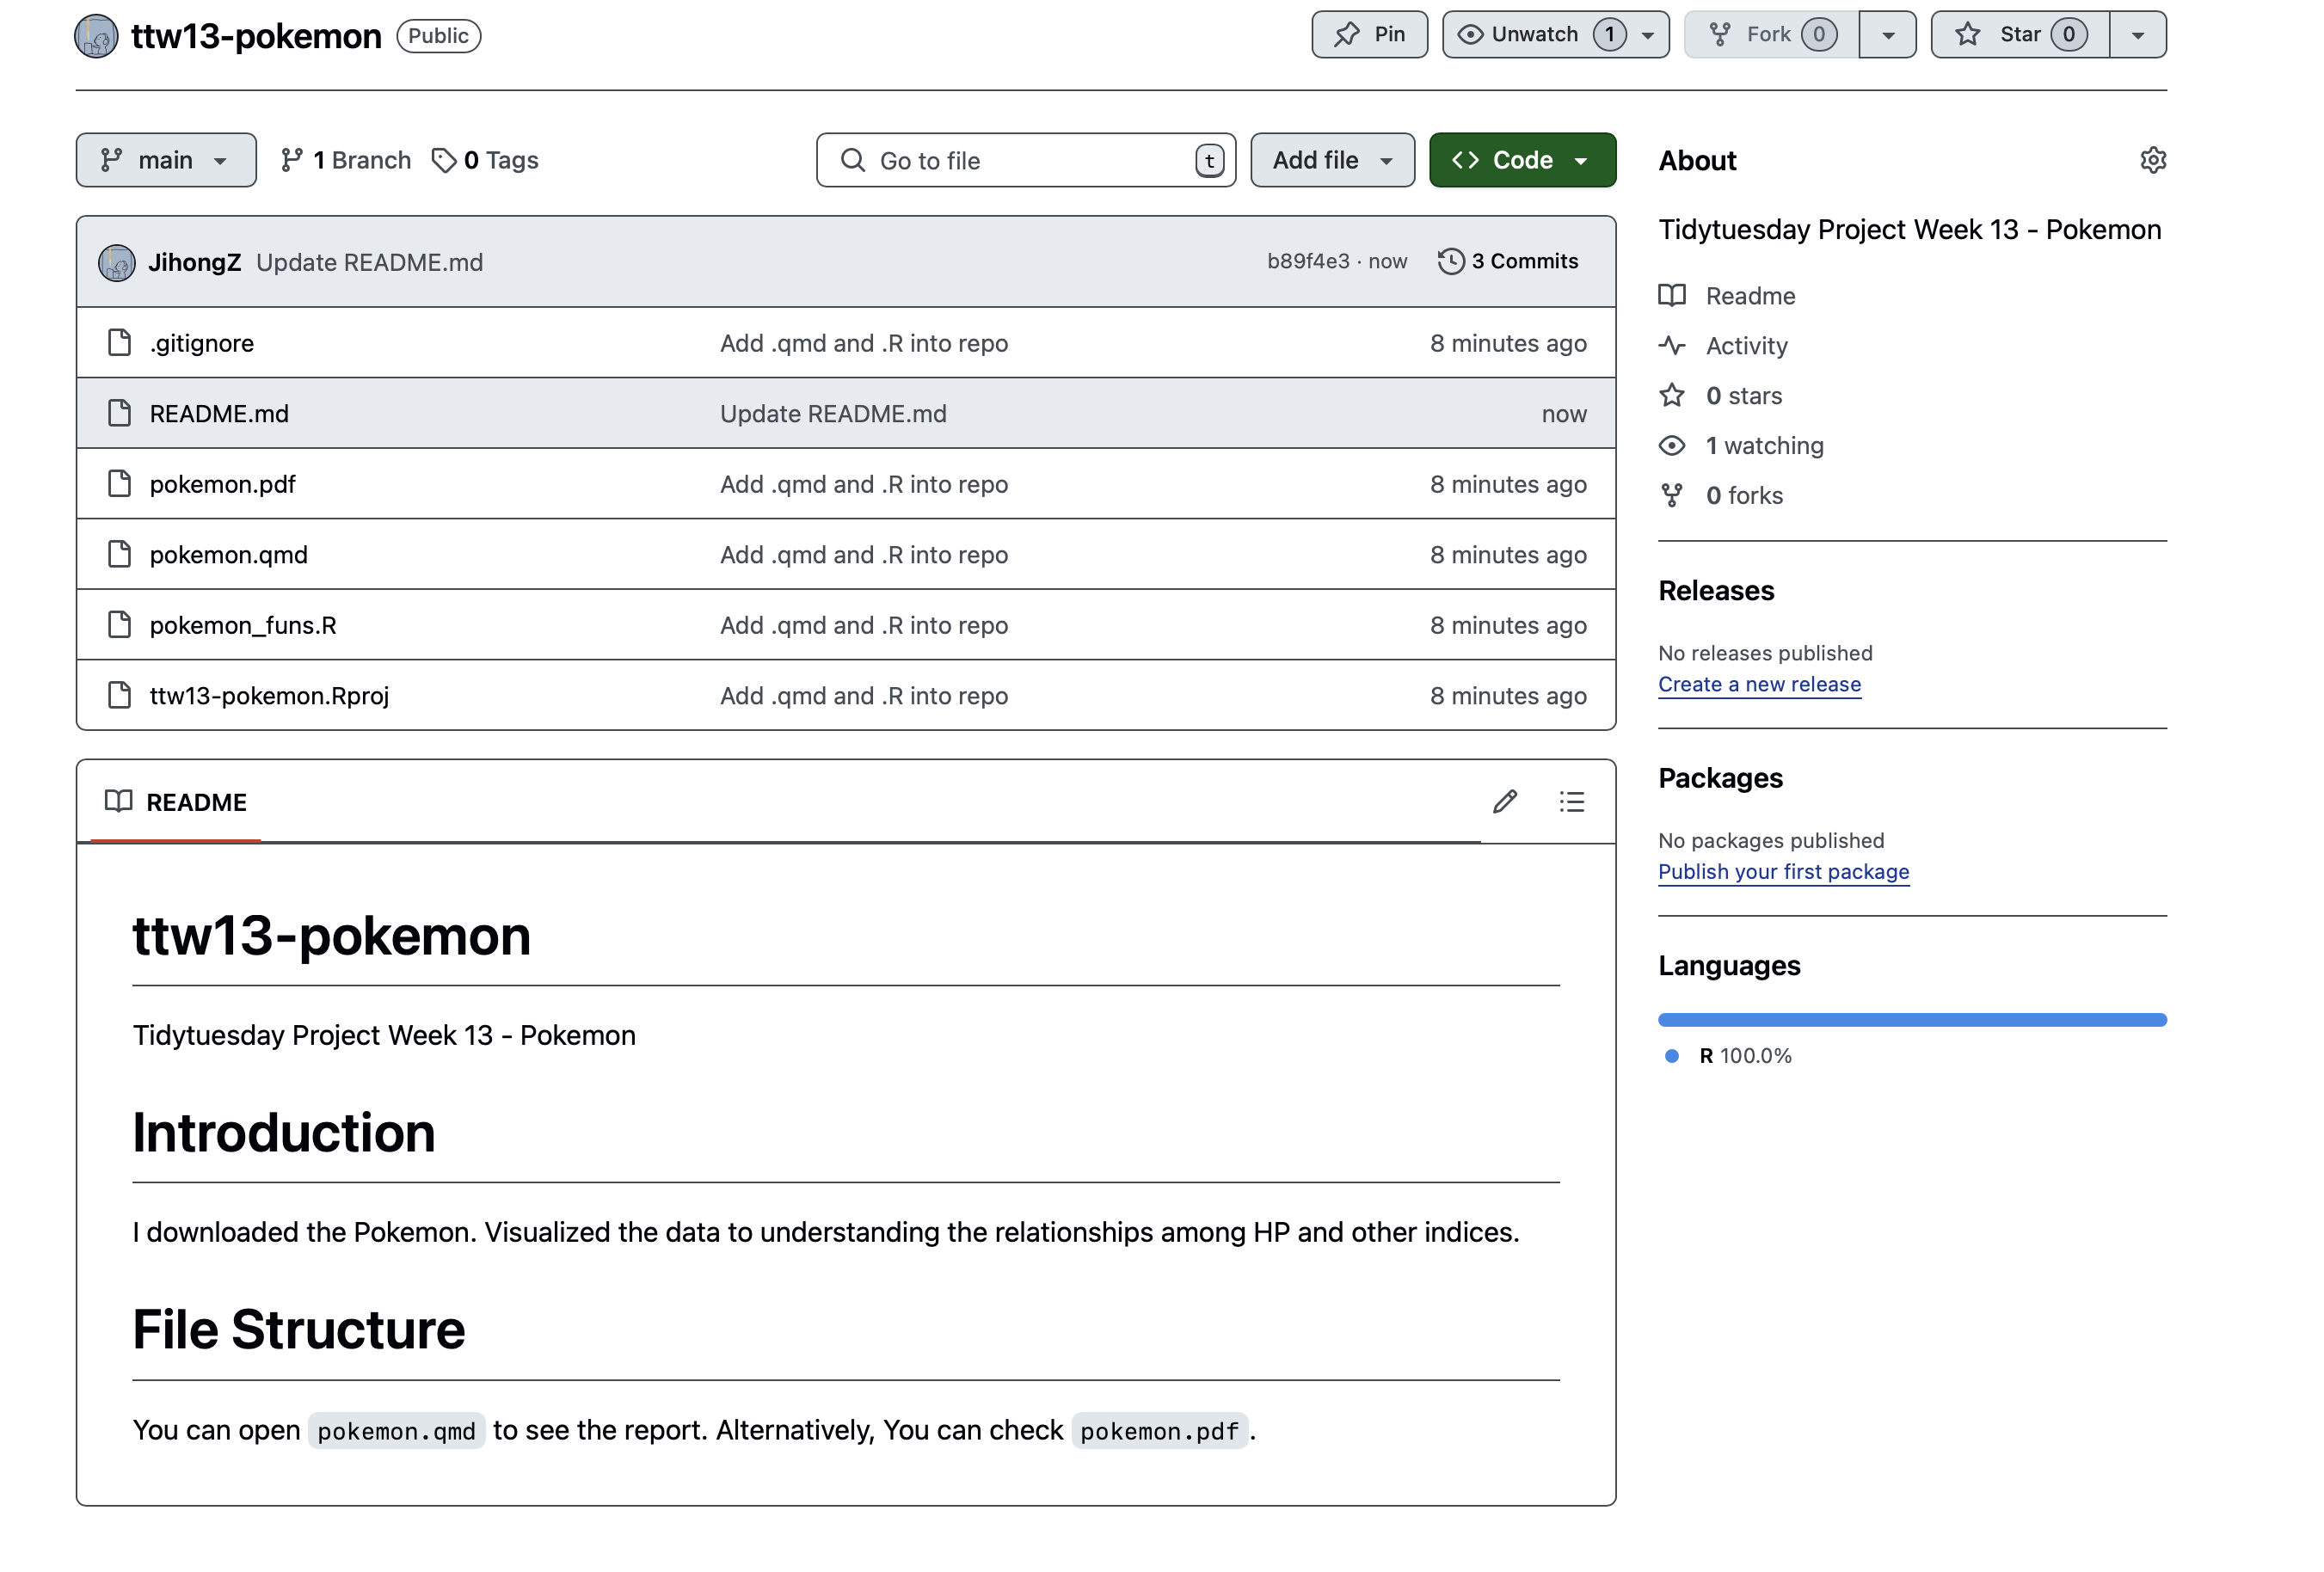 ttw13-pokemon Public Pin Unwatch 1 Fork 0 Star 0
main 1 Branch 0 Tags Go to file t Add file Code
JihongZ Update README.md b89f4e3 · now 3 Commits
.gitignore Add .qmd and .R into repo 8 minutes ago
README.md Update README.md now
pokemon.pdf Add .qmd and .R into repo 8 minutes ago
pokemon.qmd Add .qmd and .R into repo 8 minutes ago
pokemon_funs.R Add .qmd and .R into repo 8 minutes ago
ttw13-pokemon.Rproj Add .qmd and .R into repo 8 minutes ago
README
ttw13-pokemon
Tidytuesday Project Week 13 - Pokemon
Introduction
I downloaded the Pokemon. Visualized the data to understanding the relationships among HP and other indices.
File Structure
You can open pokemon.qmd to see the report. Alternatively, You can check pokemon.pdf.
About
Tidytuesday Project Week 13 - Pokemon
Readme
Activity
0 stars
1 watching
0 forks
Releases
No releases published
Create a new release
Packages
No packages published
Publish your first package
Languages
R 100.0%